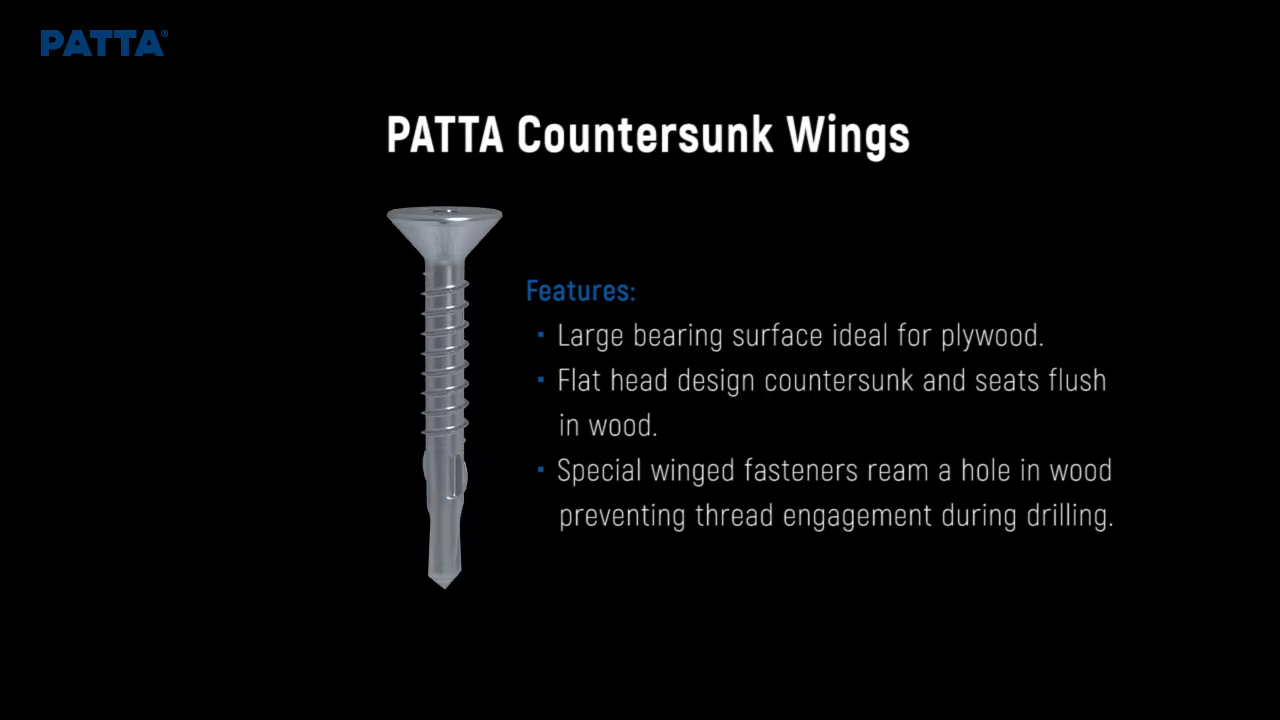 PATTA®
PATTA Countersunk Wings
Features:
▪ Large bearing surface ideal for plywood.
▪ Flat head design countersunk and seats flush
in wood.
▪ Special winged fasteners ream a hole in wood
preventing thread engagement during drilling.